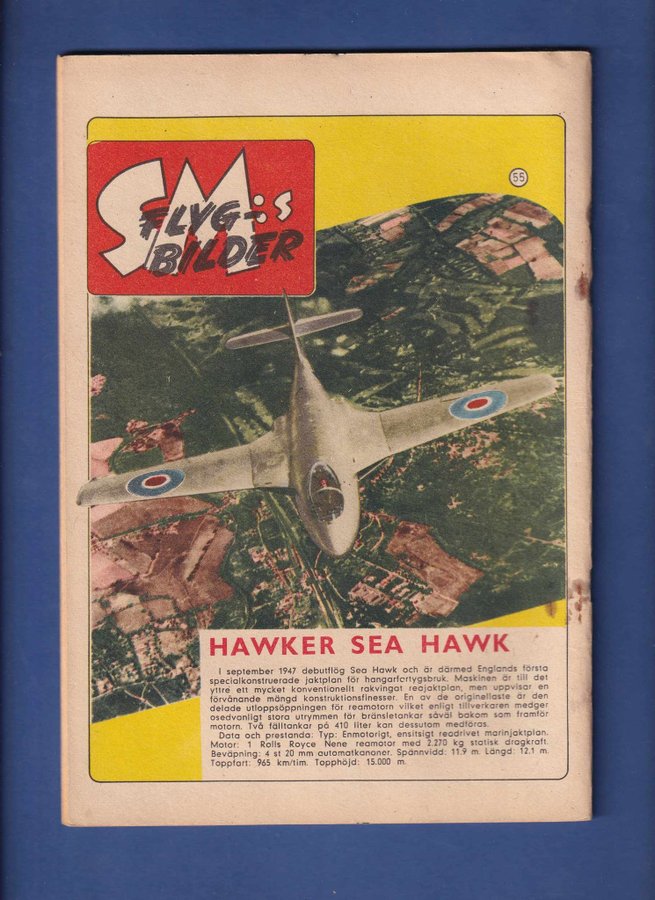 SM:s
FLYG-
BILDER
55
HAWKER SEA HAWK
I september 1947 debutflög Sea Hawk och är därmed Englands första
specialkonstruerade jaktplan för hangarfartygsbruk. Maskinen är till det
yttre ett mycket konventionellt rakvingat reajaktplan, men uppvisar en
förvånande mängd konstruktionsfinesser. En av de originellaste är den
delade utloppsöppningen för reamotorn vilket enligt tillverkaren medger
osedvanligt stora utrymmen för bränsletankar såväl bakom som framför
motorn. Två fälltankar på 410 liter kan dessutom medföras.
Data och prestanda: Typ: Enmotorigt, ensitsigt readrivet marinjaktplan.
Motor: 1 Rolls Royce Nene reamotor med 2.270 kg statisk dragkraft.
Beväpning: 4 st 20 mm automatkanoner. Spännvidd: 11.9 m. Längd: 12.1 m.
Toppfart: 965 km/tim. Topphöjd: 15.000 m.